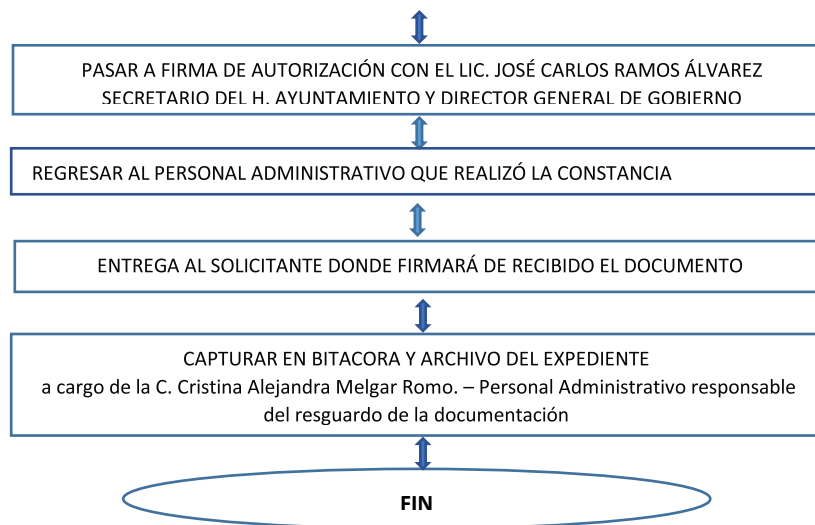 PASAR A FIRMA DE AUTORIZACIÓN CON EL LIC. JOSÉ CARLOS RAMOS ÁLVAREZ
SECRETARIO DEL H. AYUNTAMIENTO Y DIRECTOR GENERAL DE GOBIERNO
REGRESAR AL PERSONAL ADMINISTRATIVO QUE REALIZÓ LA CONSTANCIA
ENTREGA AL SOLICITANTE DONDE FIRMARÁ DE RECIBIDO EL DOCUMENTO
CAPTURAR EN BITACORA Y ARCHIVO DEL EXPEDIENTE
a cargo de la C. Cristina Alejandra Melgar Romo. – Personal Administrativo responsable
del resguardo de la documentación
FIN